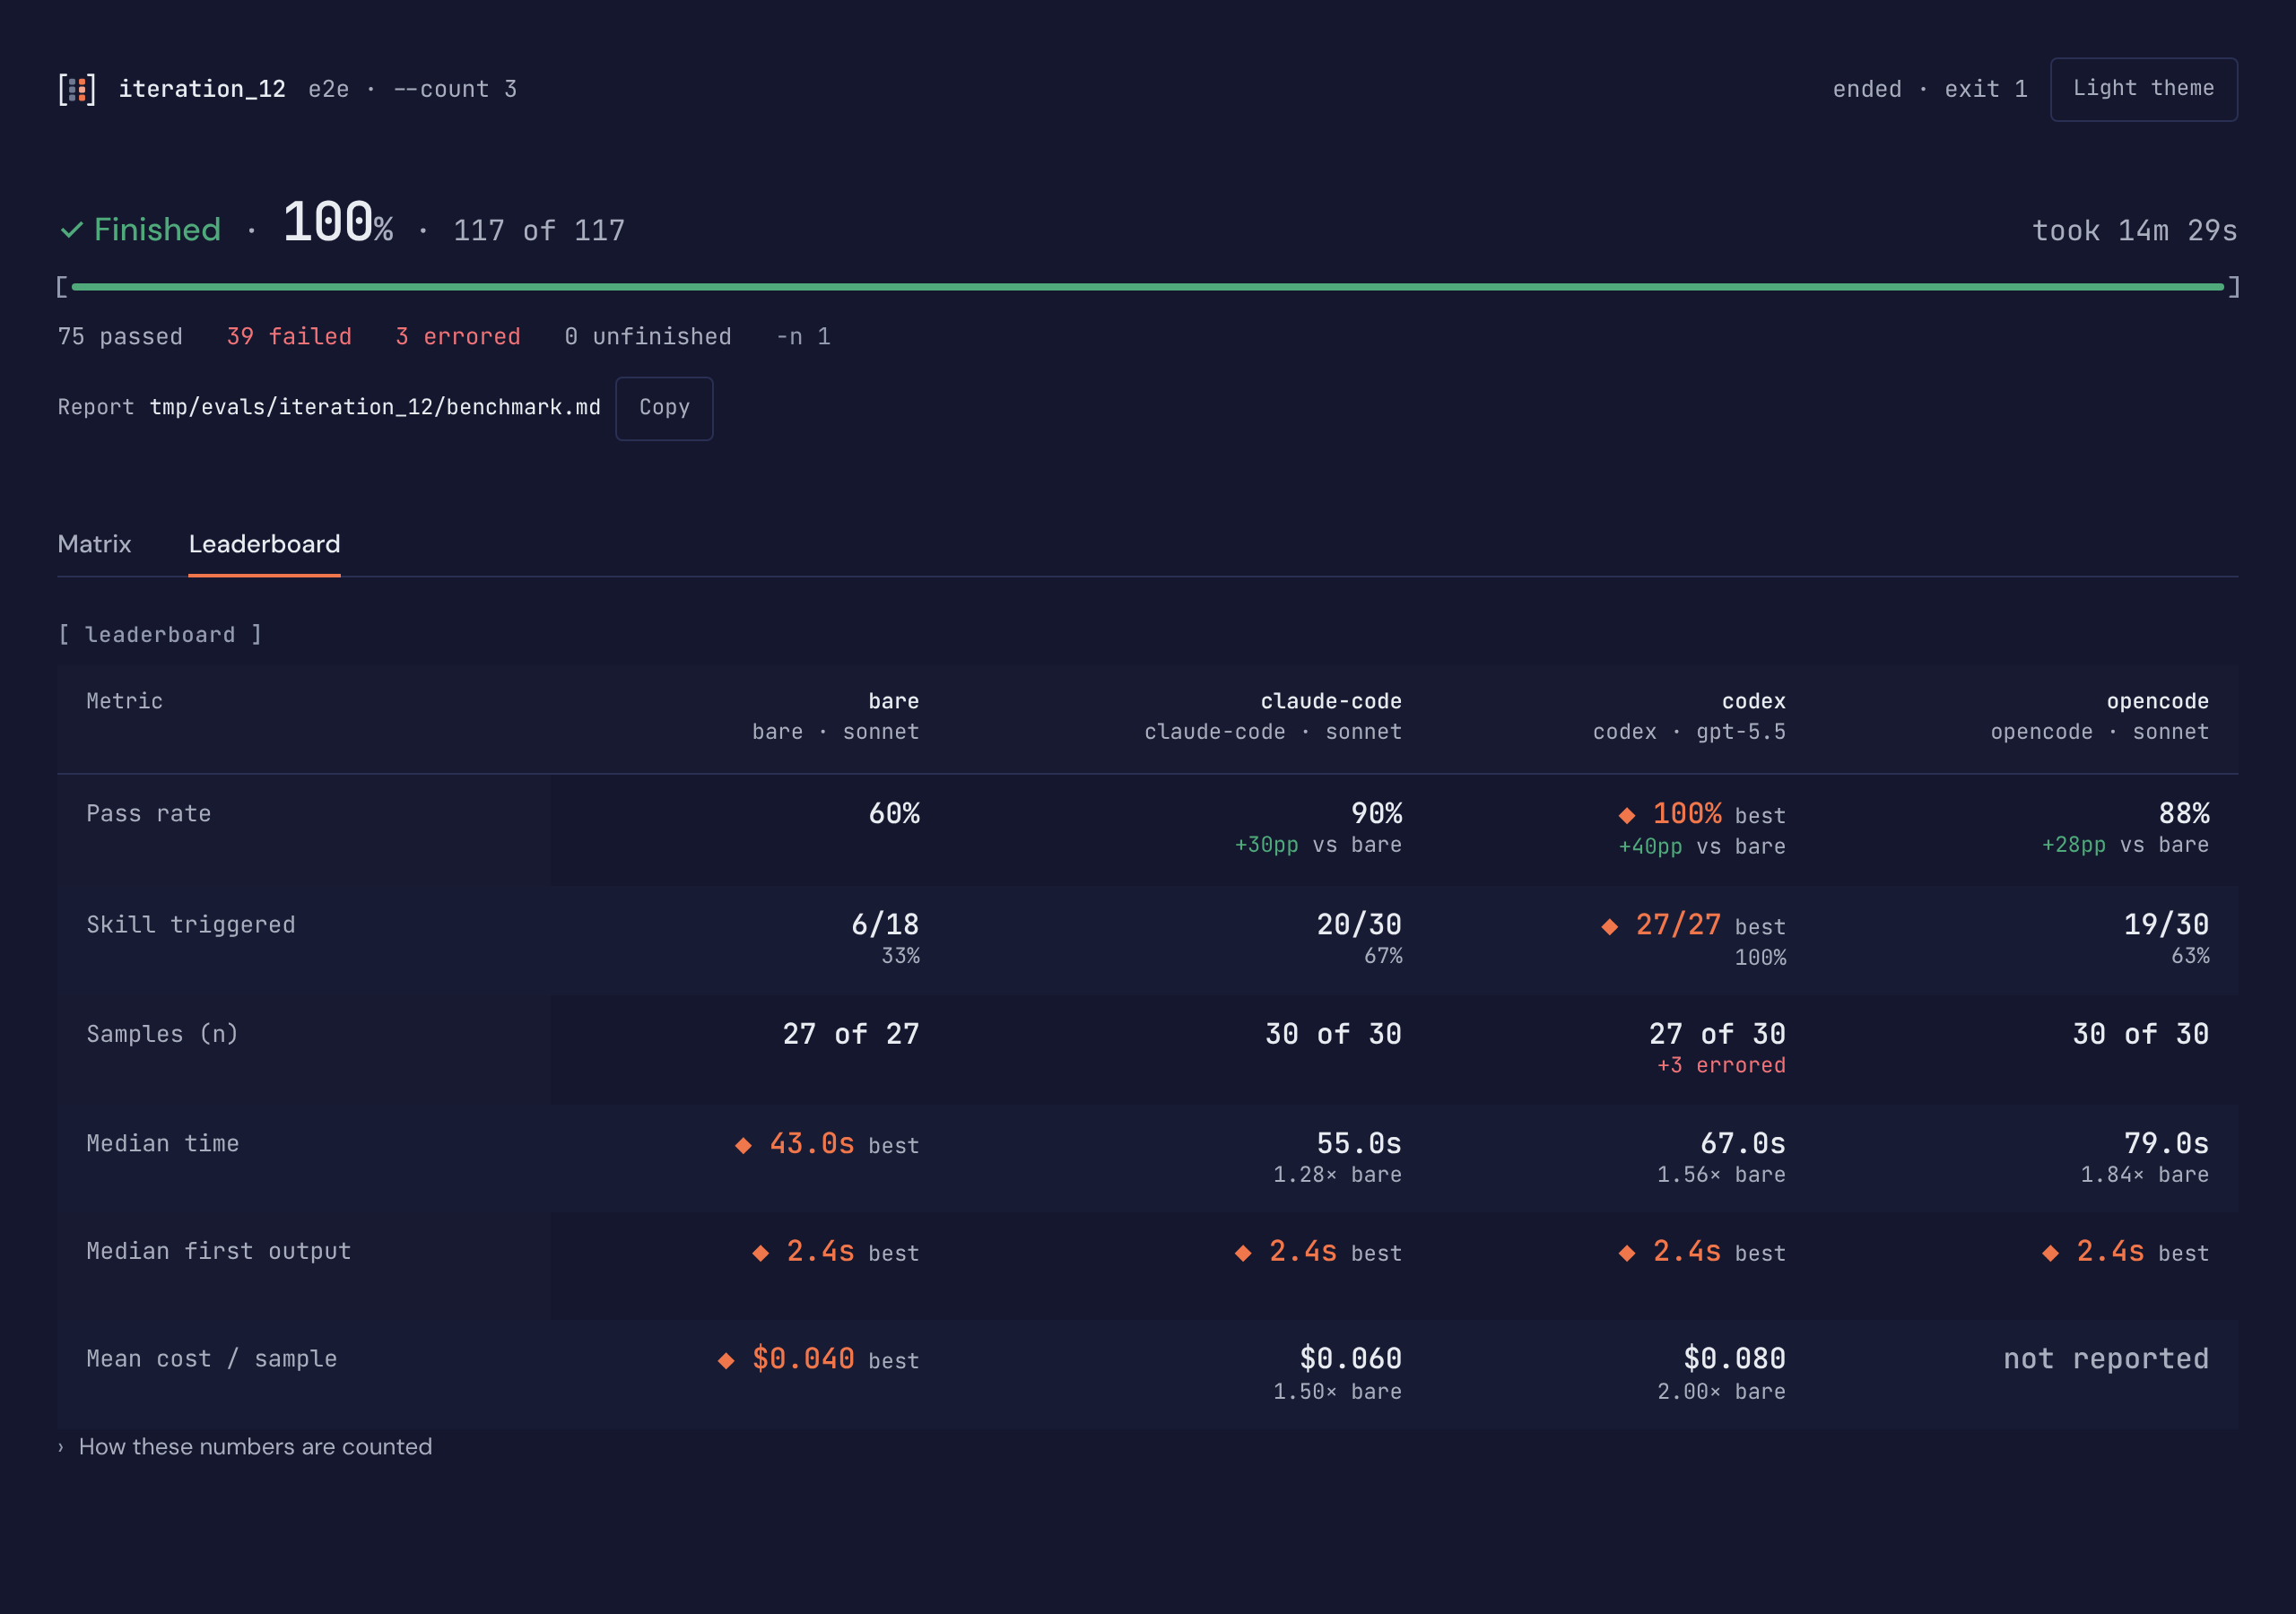 iteration_12 e2e · --count 3 ended · exit 1 Light theme
✓ Finished · 100% · 117 of 117 took 14m 29s
[ ]
75 passed 39 failed 3 errored 0 unfinished -n 1
Report tmp/evals/iteration_12/benchmark.md Copy
Matrix Leaderboard
[ leaderboard ]
Metric bare claude-code codex opencode
bare · sonnet claude-code · sonnet codex · gpt-5.5 opencode · sonnet
Pass rate 60% 90% ◆ 100% best 88%
+30pp vs bare +40pp vs bare +28pp vs bare
Skill triggered 6/18 20/30 ◆ 27/27 best 19/30
33% 67% 100% 63%
Samples (n) 27 of 27 30 of 30 27 of 30 30 of 30
+3 errored
Median time ◆ 43.0s best 55.0s 67.0s 79.0s
1.28× bare 1.56× bare 1.84× bare
Median first output ◆ 2.4s best ◆ 2.4s best ◆ 2.4s best ◆ 2.4s best
Mean cost / sample ◆ $0.040 best $0.060 $0.080 not reported
1.50× bare 2.00× bare
› How these numbers are counted